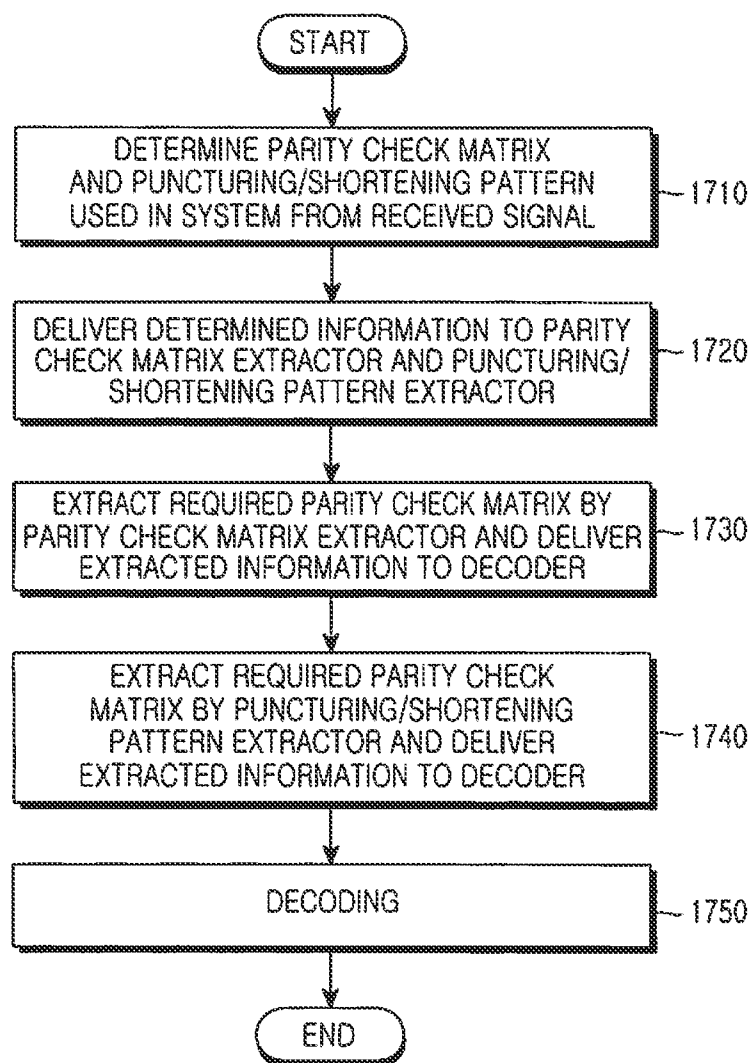 START
DETERMINE PARITY CHECK MATRIX
AND PUNCTURING/SHORTENING PATTERN
USED IN SYSTEM FROM RECEIVED SIGNAL
1710
DELIVER DETERMINED INFORMATION TO PARITY
CHECK MATRIX EXTRACTOR AND PUNCTURING/
SHORTENING PATTERN EXTRACTOR
1720
EXTRACT REQUIRED PARITY CHECK MATRIX BY
PARITY CHECK MATRIX EXTRACTOR AND DELIVER
EXTRACTED INFORMATION TO DECODER
1730
EXTRACT REQUIRED PARITY CHECK
MATRIX BY PUNCTURING/SHORTENING
PATTERN EXTRACTOR AND DELIVER
EXTRACTED INFORMATION TO DECODER
1740
DECODING
1750
END